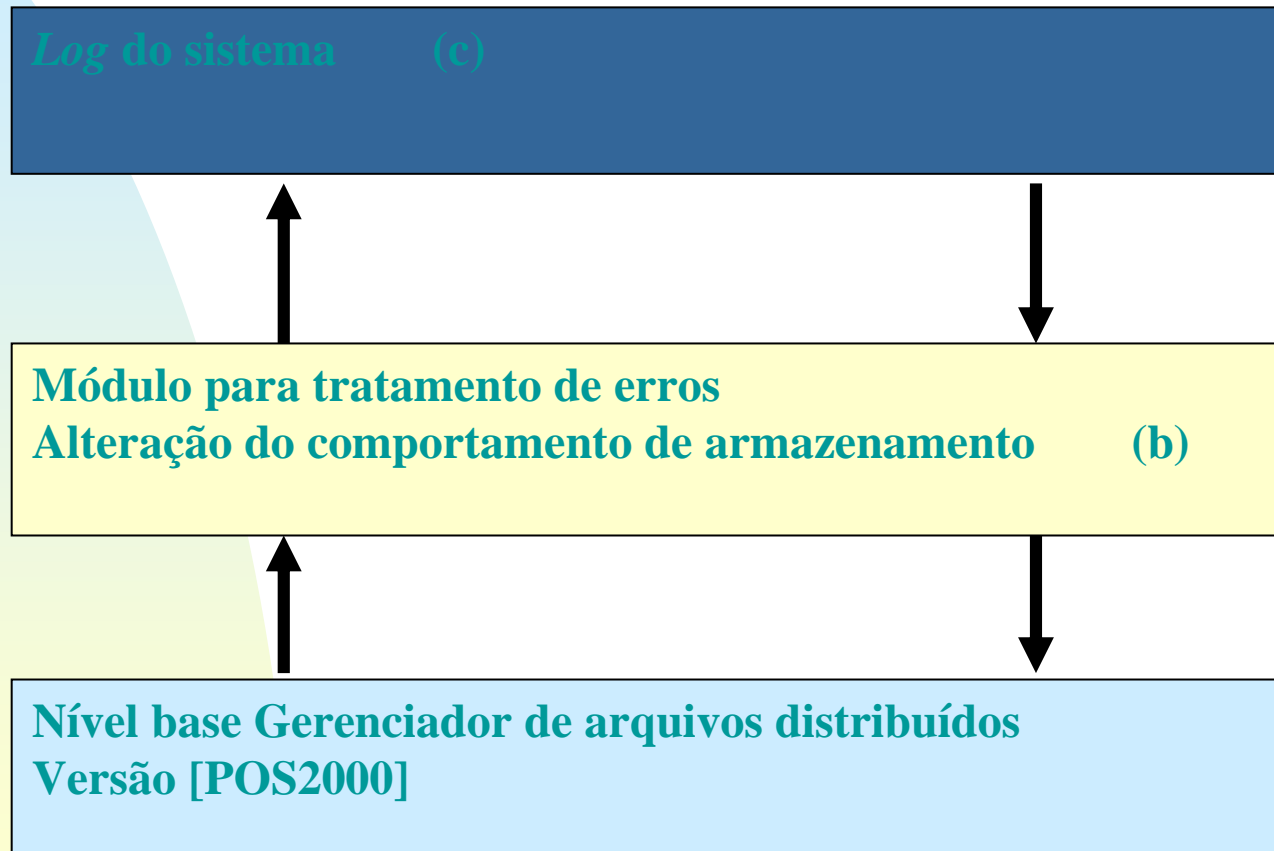 Log do sistema (c)
Módulo para tratamento de erros
Alteração do comportamento de armazenamento (b)
Nível base Gerenciador de arquivos distribuídos
Versão [POS2000]